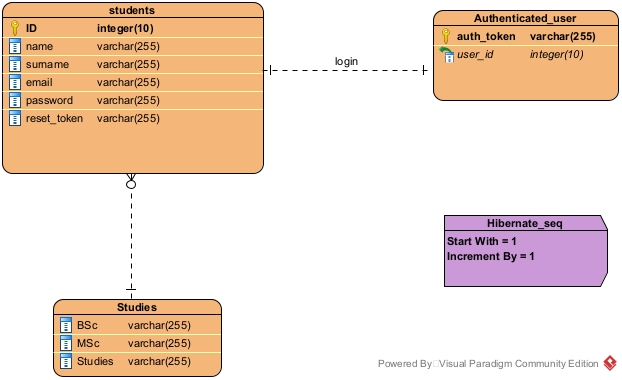 students
ID integer(10)
name varchar(255)
surname varchar(255)
email varchar(255)
password varchar(255)
reset_token varchar(255)
login
Authenticated_user
auth_token varchar(255)
user_id integer(10)
Hibernate_seq
Start With = 1
Increment By = 1
Studies
BSc varchar(255)
MSc varchar(255)
Studies varchar(255)
Powered By Visual Paradigm Community Edition